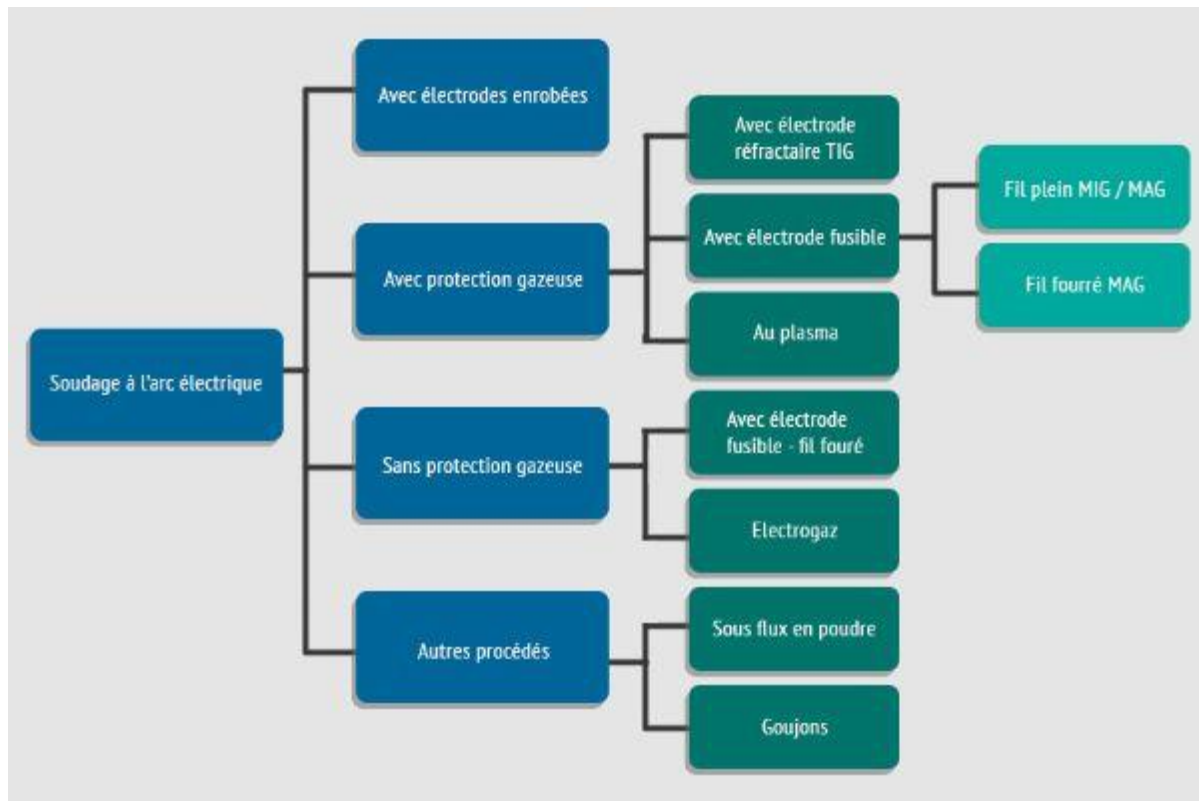 Soudage à l'arc électrique
Avec électrodes enrobées
Avec protection gazeuse
Avec électrode
réfractaire TIG
Avec électrode fusible
Fil plein MIG / MAG
Fil fourré MAG
Au plasma
Sans protection gazeuse
Avec électrode
fusible - fil fouré
Electrogaz
Autres procédés
Sous flux en poudre
Goujons